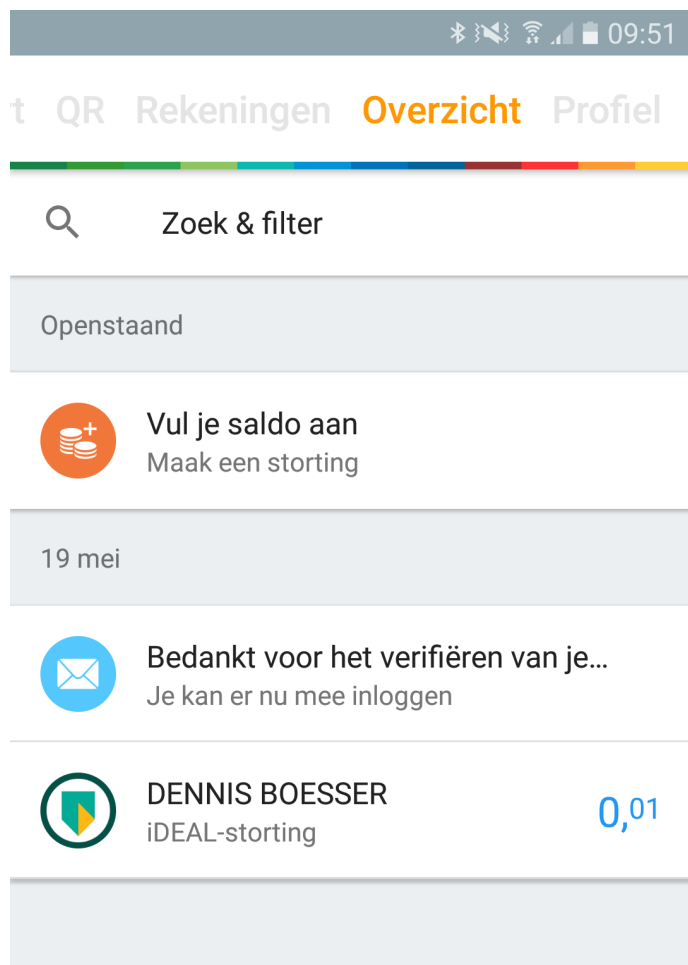 09:51
QR Rekeningen Overzicht Profiel
Zoek & filter
Openstaand
Vul je saldo aan
Maak een storting
19 mei
Bedankt voor het verifiëren van je...
Je kan er nu mee inloggen
DENNIS BOESSER
0,01
iDEAL-storting